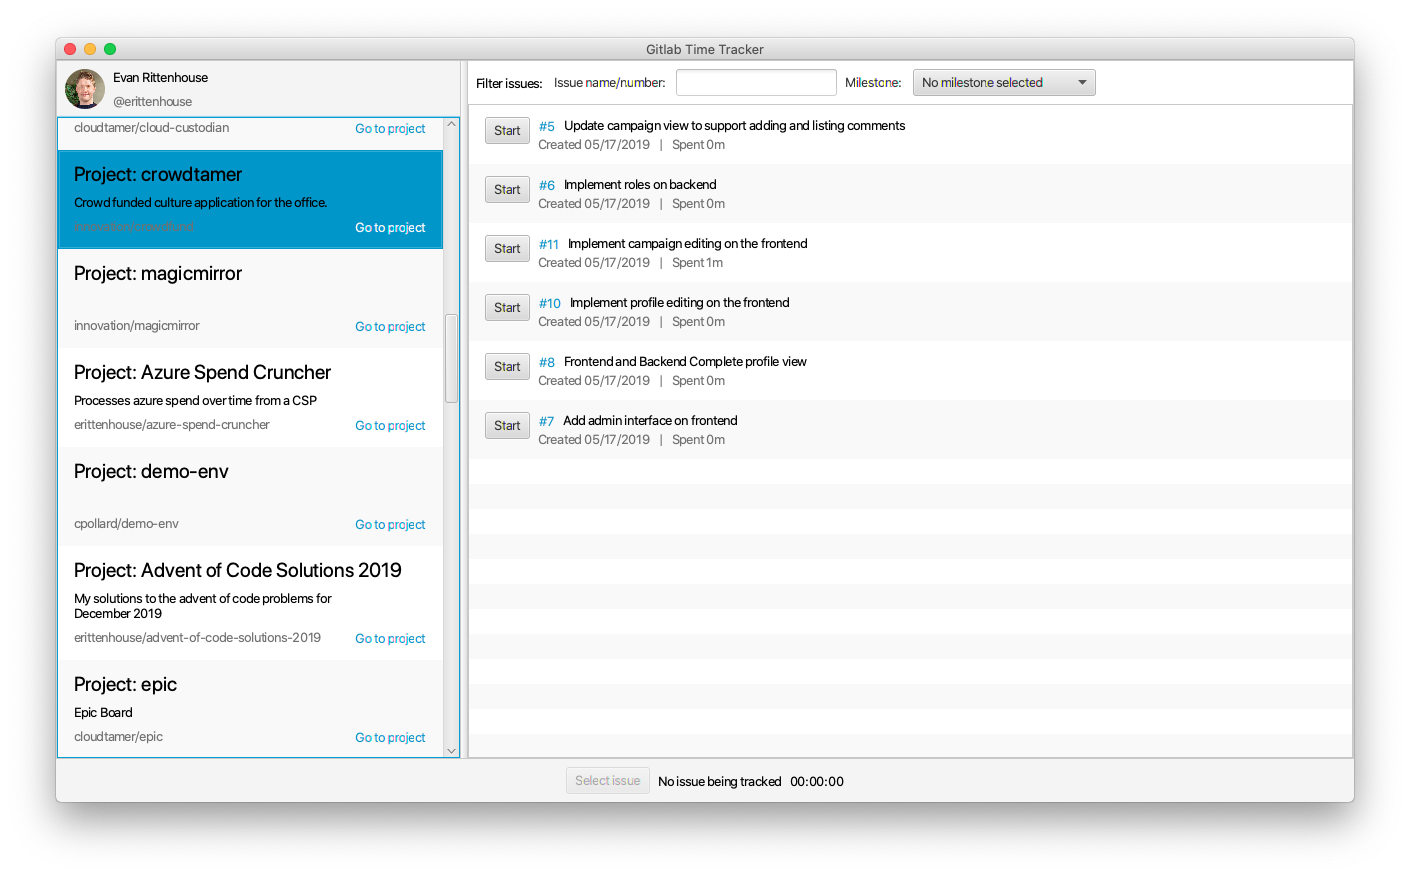 Gitlab Time Tracker
Evan Rittenhouse
@erittenhouse
cloudtamer/cloud-custodian Go to project
Project: crowdtamer
Crowd funded culture application for the office.
innovation/crowdfund Go to project
Project: magicmirror
innovation/magicmirror Go to project
Project: Azure Spend Cruncher
Processes azure spend over time from a CSP
erittenhouse/azure-spend-cruncher Go to project
Project: demo-env
cpollard/demo-env Go to project
Project: Advent of Code Solutions 2019
My solutions to the advent of code problems for
December 2019
erittenhouse/advent-of-code-solutions-2019 Go to project
Project: epic
Epic Board
cloudtamer/epic Go to project
Filter issues: Issue name/number: Milestone: No milestone selected
Start #5 Update campaign view to support adding and listing comments
Created 05/17/2019 | Spent 0m
Start #6 Implement roles on backend
Created 05/17/2019 | Spent 0m
Start #11 Implement campaign editing on the frontend
Created 05/17/2019 | Spent 1m
Start #10 Implement profile editing on the frontend
Created 05/17/2019 | Spent 0m
Start #8 Frontend and Backend Complete profile view
Created 05/17/2019 | Spent 0m
Start #7 Add admin interface on frontend
Created 05/17/2019 | Spent 0m
Select issue No issue being tracked 00:00:00